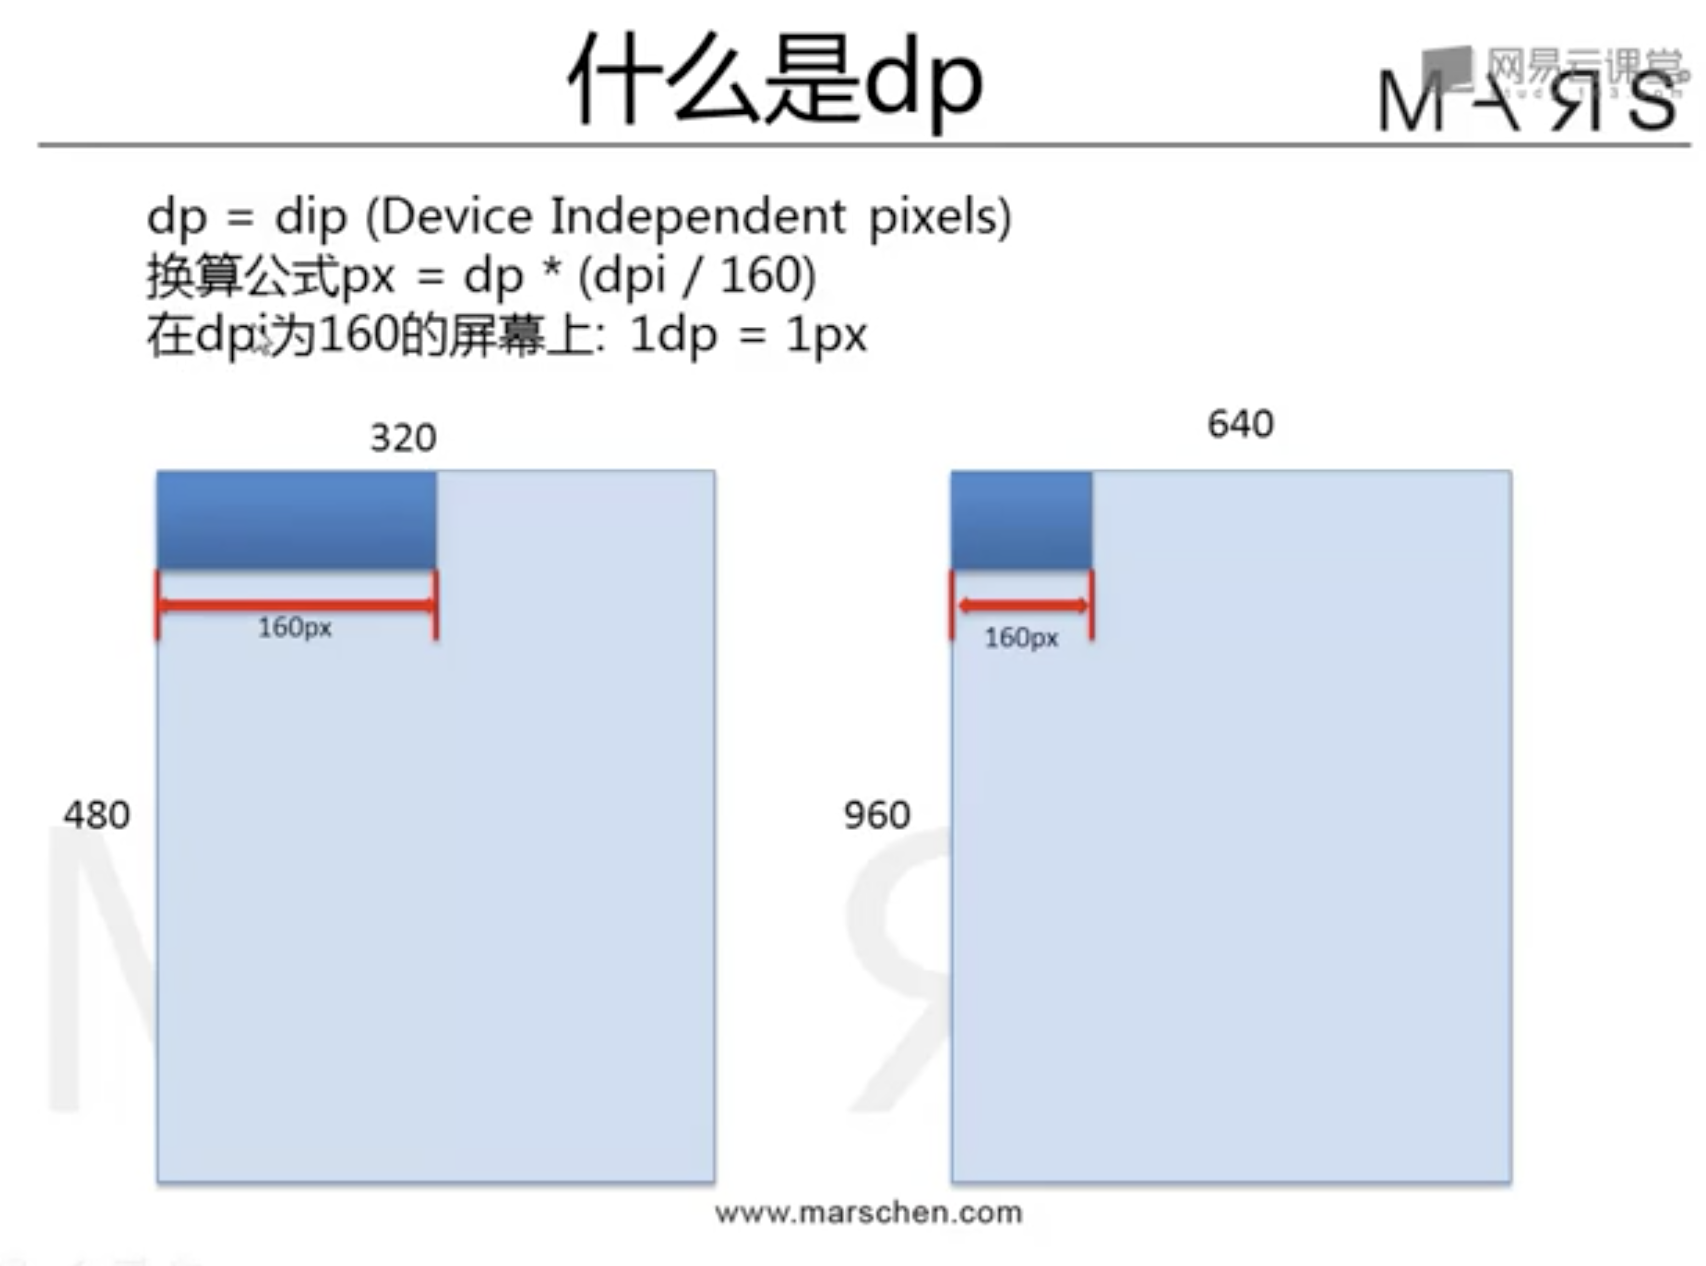 什么是dp
网易云课堂
MAЯS
dp = dip (Device Independent pixels)
换算公式px = dp * (dpi / 160)
在dpi为160的屏幕上: 1dp = 1px
320
640
160px
160px
480
960
www.marschen.com